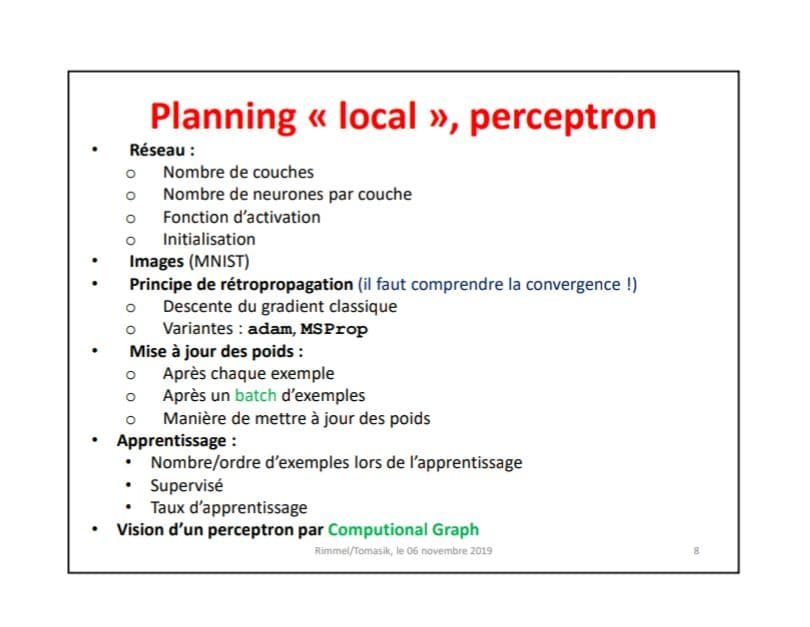 Planning « local », perceptron
• Réseau :
o Nombre de couches
o Nombre de neurones par couche
o Fonction d’activation
o Initialisation
• Images (MNIST)
• Principe de rétropropagation (il faut comprendre la convergence !)
o Descente du gradient classique
o Variantes : adam, MSProp
• Mise à jour des poids :
o Après chaque exemple
o Après un batch d’exemples
o Manière de mettre à jour des poids
• Apprentissage :
• Nombre/ordre d’exemples lors de l’apprentissage
• Supervisé
• Taux d’apprentissage
• Vision d’un perceptron par Computional Graph
Rimmel/Tomasik, le 06 novembre 2019 8